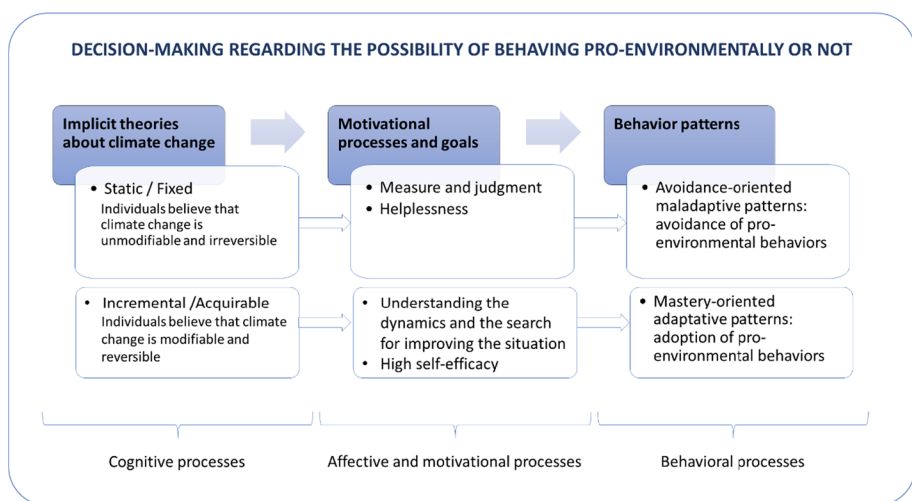 DECISION-MAKING REGARDING THE POSSIBILITY OF BEHAVING PRO-ENVIRONMENTALLY OR NOT
Implicit theories
about climate change
Motivational
processes and goals
Behavior patterns
• Static / Fixed
Individuals believe that
climate change is
unmodifiable and irreversible
• Measure and judgment
• Helplessness
• Avoidance-oriented
maladaptive patterns:
avoidance of pro-
environmental behaviors
• Incremental /Acquirable
Individuals believe that climate
change is modifiable and
reversible
• Understanding the
dynamics and the search
for improving the situation
• High self-efficacy
• Mastery-oriented
adaptative patterns:
adoption of pro-
environmental behaviors
Cognitive processes
Affective and motivational processes
Behavioral processes